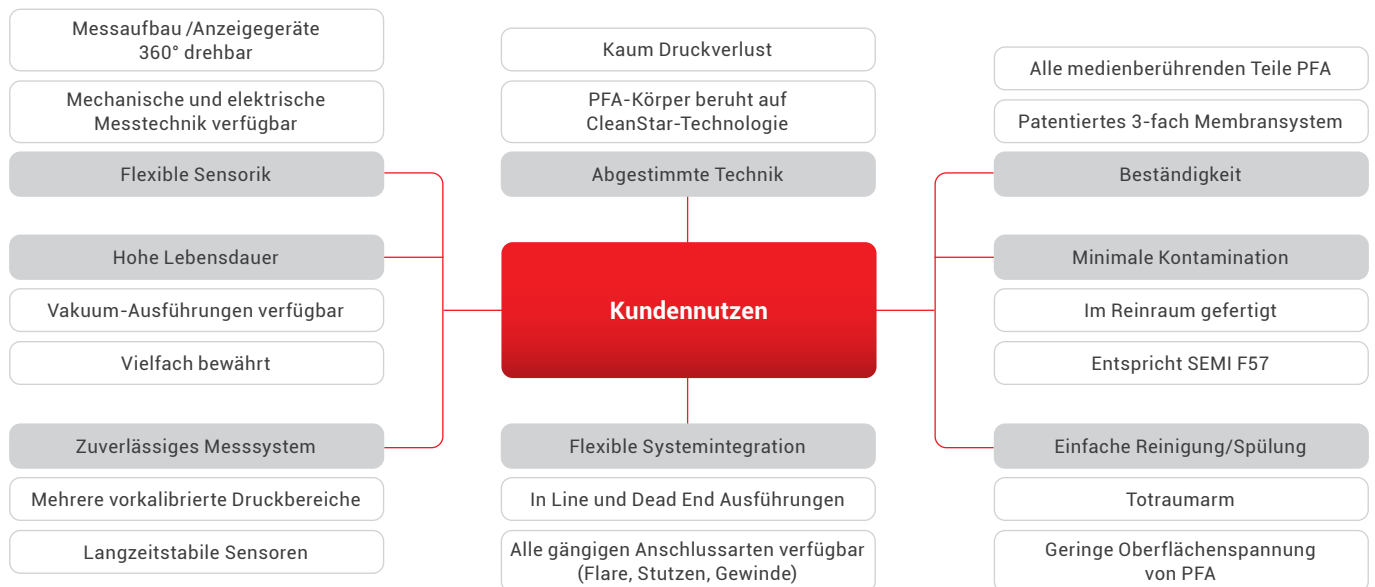 Messaufbau /Anzeigegeräte
360° drehbar
Mechanische und elektrische
Messtechnik verfügbar
Flexible Sensorik
Hohe Lebensdauer
Vakuum-Ausführungen verfügbar
Vielfach bewährt
Zuverlässiges Messsystem
Mehrere vorkalibrierte Druckbereiche
Langzeitstabile Sensoren
Kaum Druckverlust
PFA-Körper beruht auf
CleanStar-Technologie
Abgestimmte Technik
Kundennutzen
Flexible Systemintegration
In Line und Dead End Ausführungen
Alle gängigen Anschlussarten verfügbar
(Flare, Stutzen, Gewinde)
Alle medienberührenden Teile PFA
Patentiertes 3-fach Membransystem
Beständigkeit
Minimale Kontamination
Im Reinraum gefertigt
Entspricht SEMI F57
Einfache Reinigung/Spülung
Totraumarm
Geringe Oberflächenspannung
von PFA